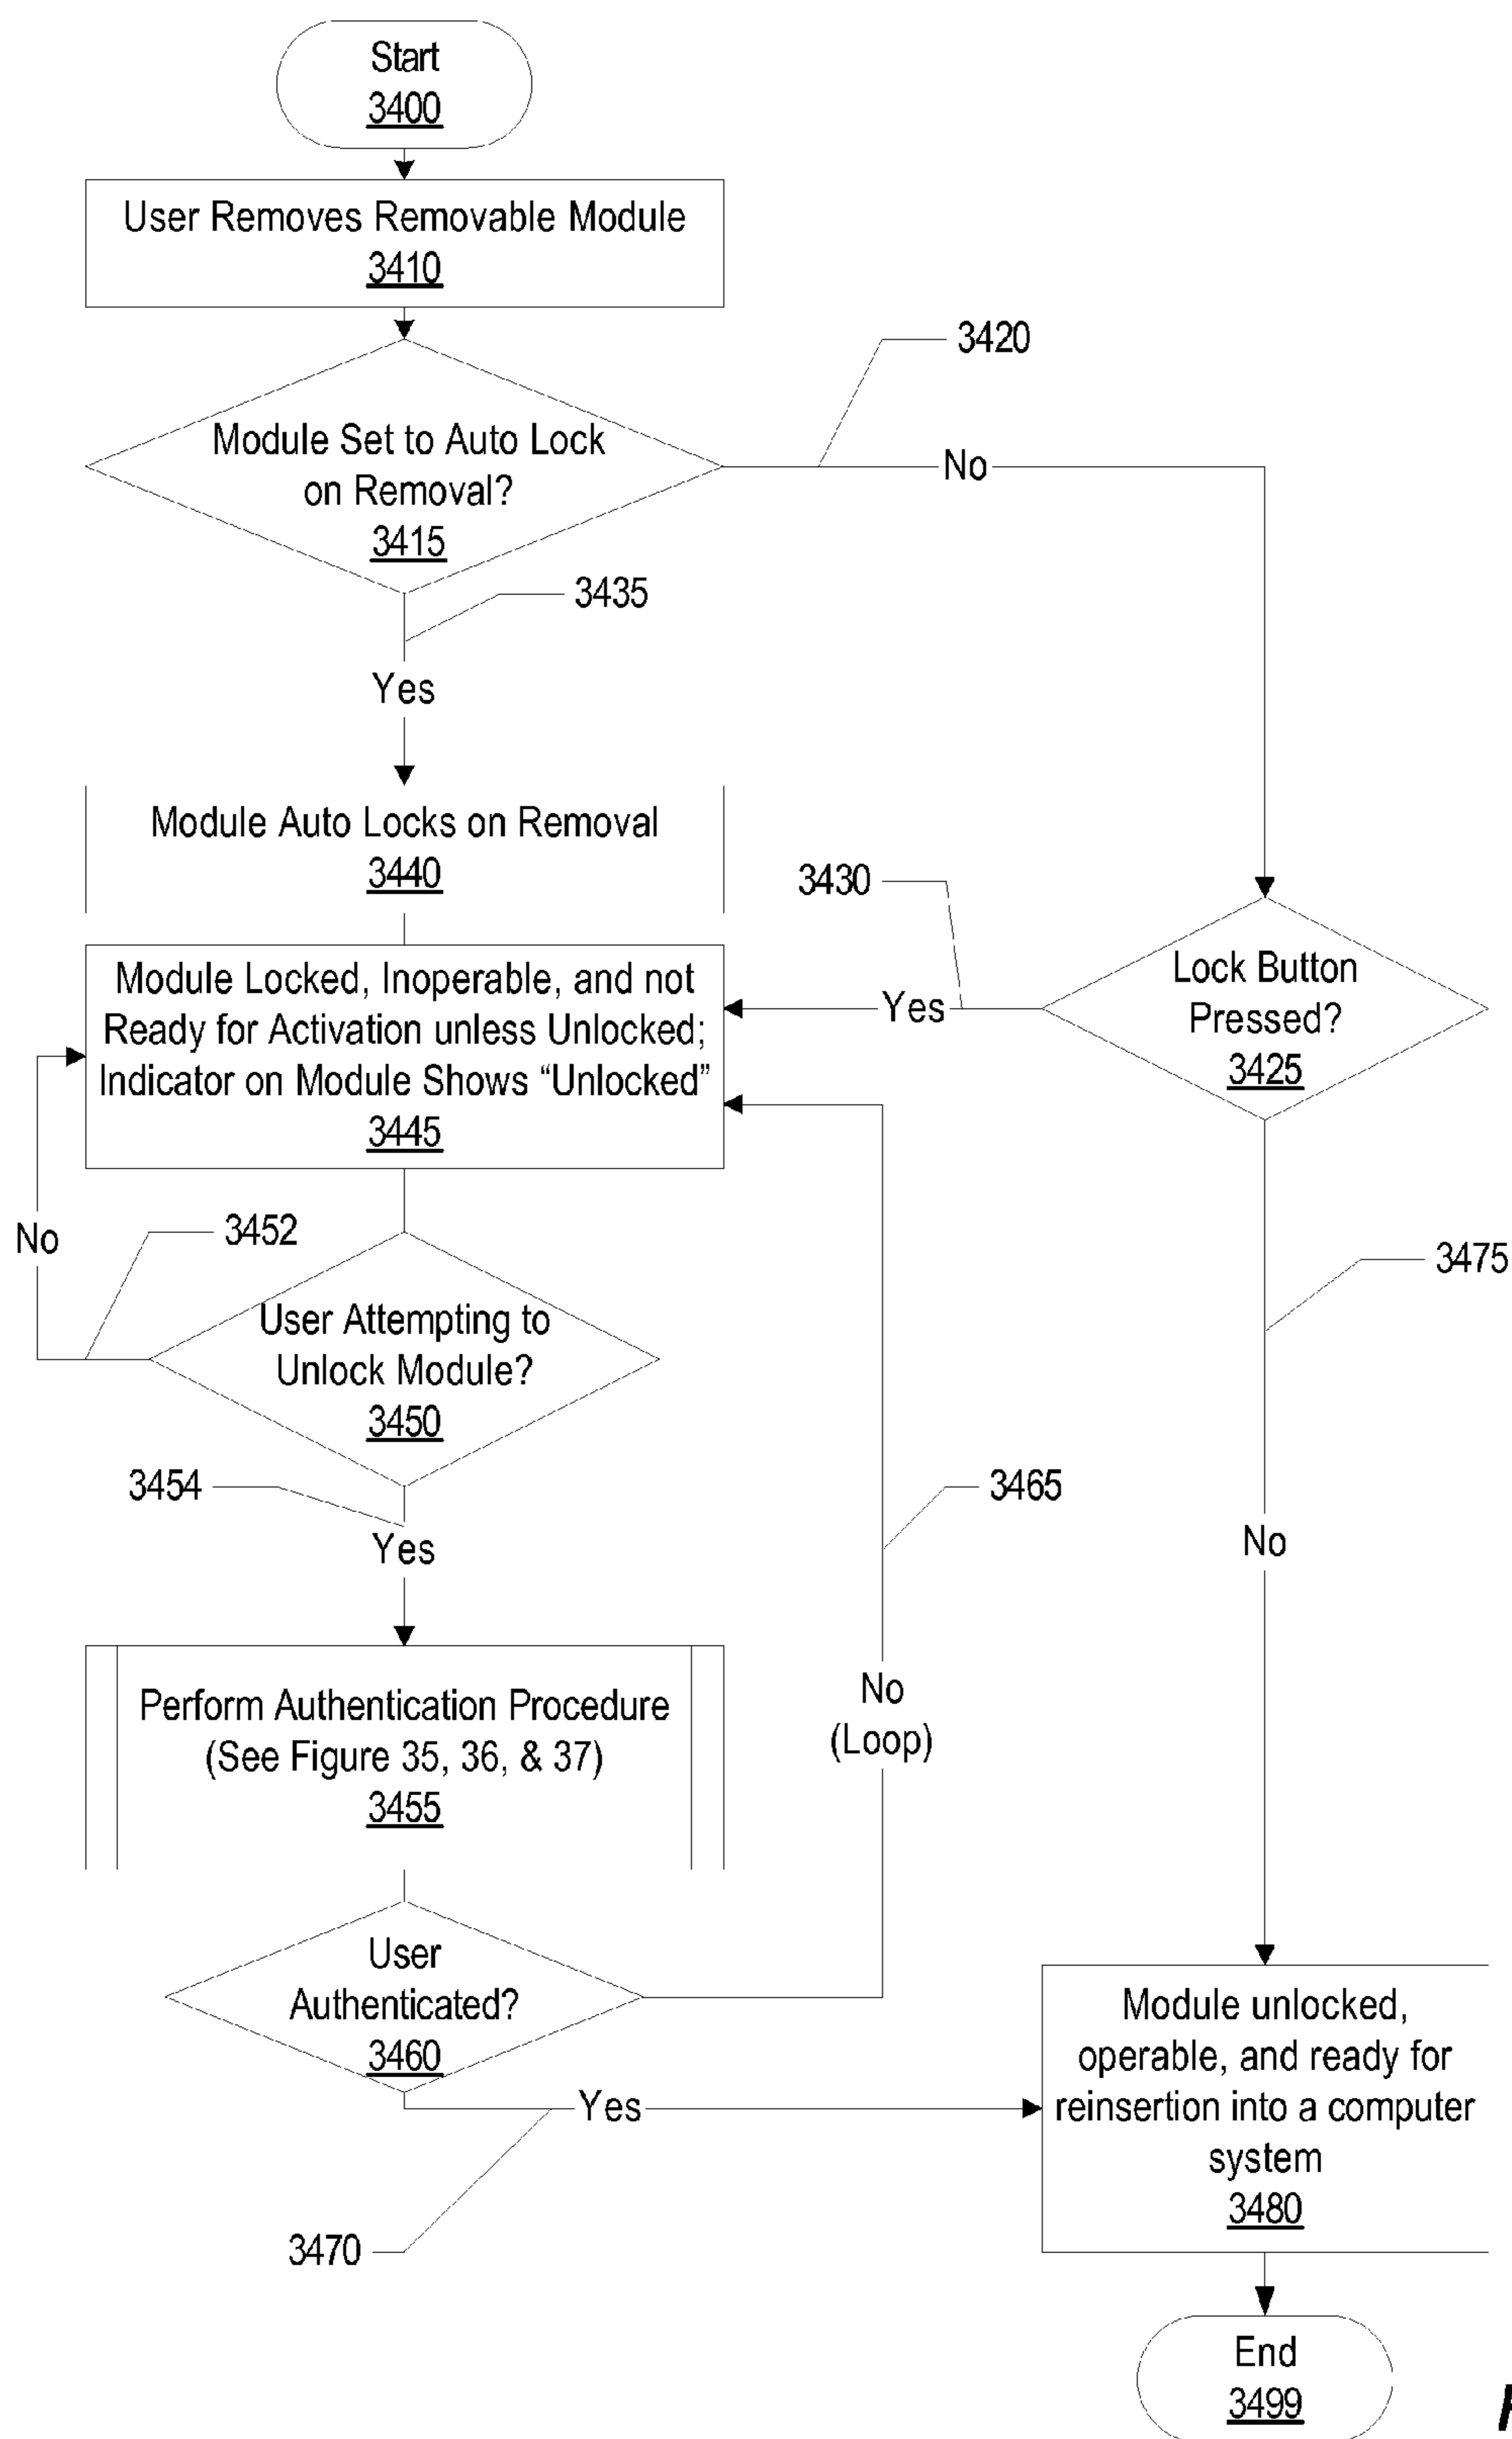 Start
3400
User Removes Removable Module
3410
3420
Module Set to Auto Lock
on Removal?
3415
No
3435
Yes
Module Auto Locks on Removal
3440
3430
Module Locked, Inoperable, and not
Ready for Activation unless Unlocked;
Indicator on Module Shows “Unlocked”
3445
Yes
Lock Button
Pressed?
3425
No
3452
3475
User Attempting to
Unlock Module?
3450
3454
Yes
3465
No
Perform Authentication Procedure
(See Figure 35, 36, & 37)
3455
No
(Loop)
User
Authenticated?
3460
Yes
3470
Module unlocked,
operable, and ready for
reinsertion into a computer
system
3480
End
3499